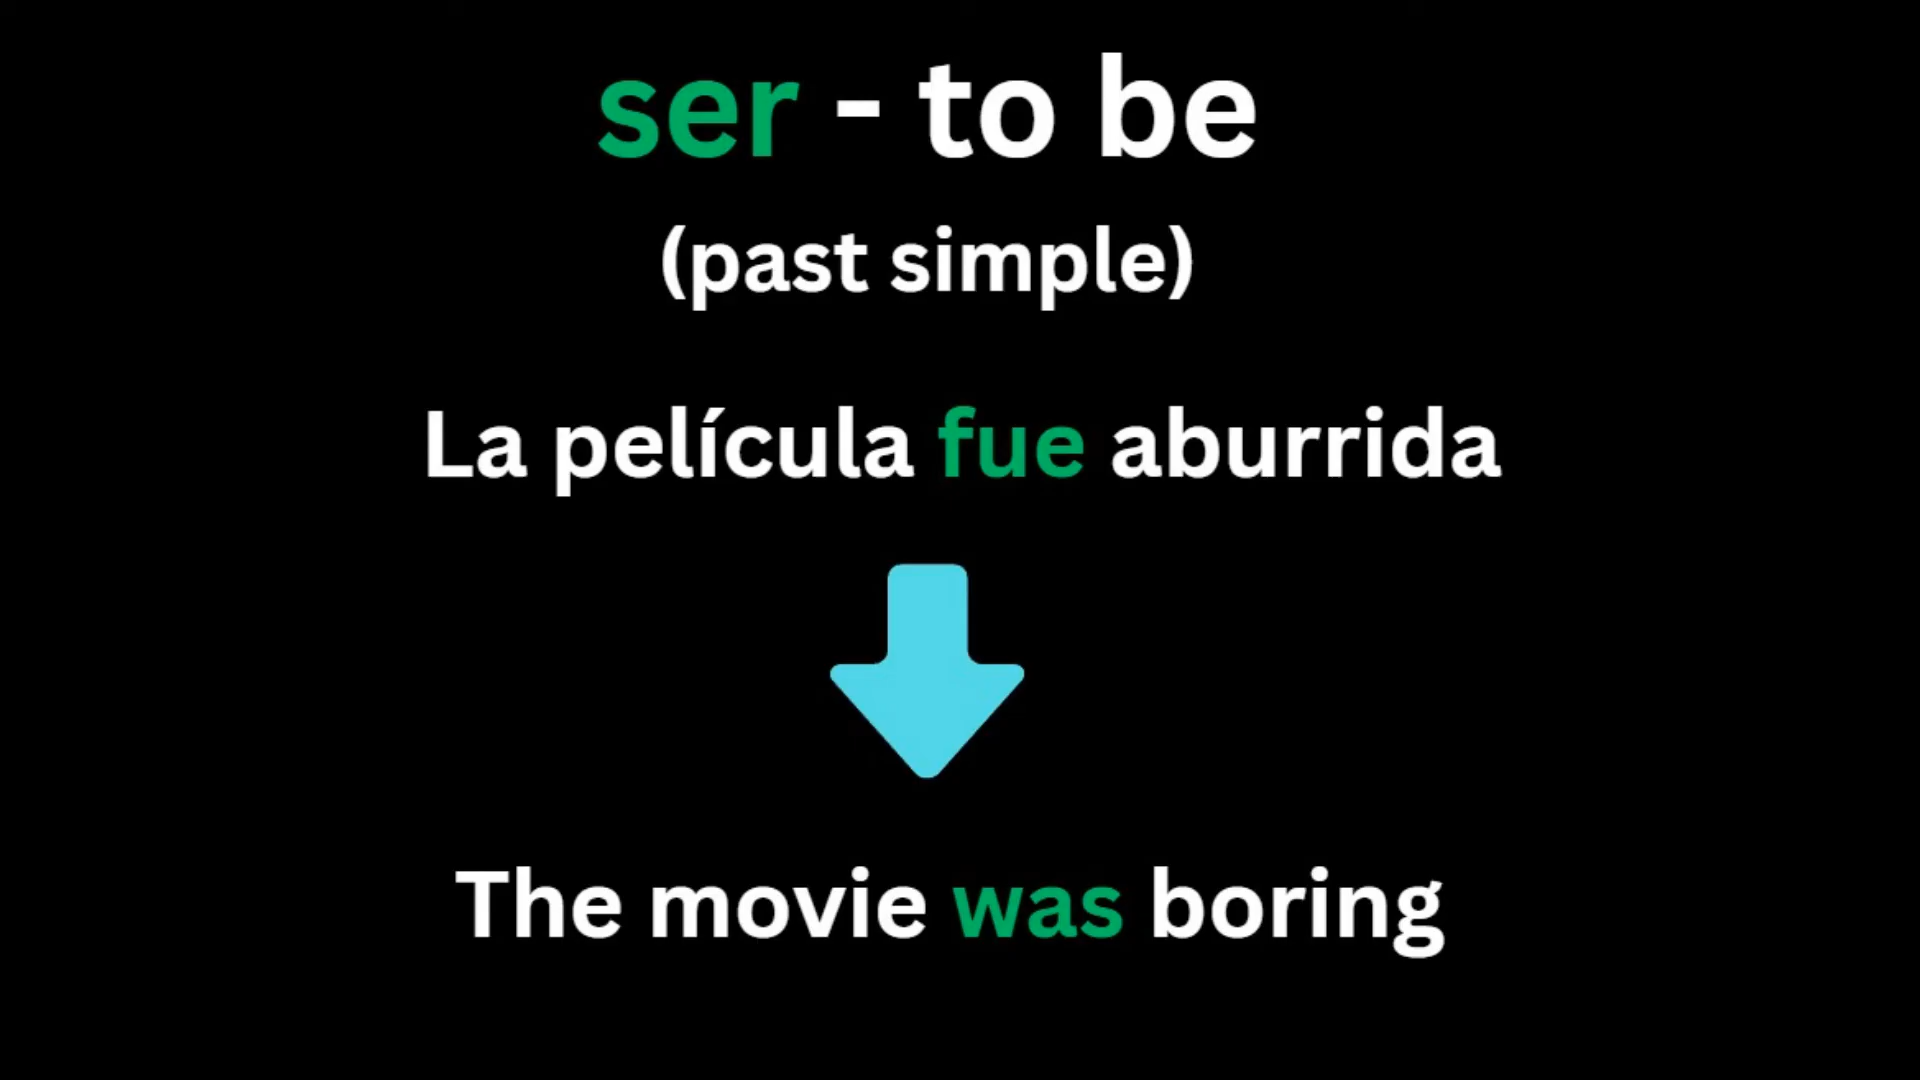 ser - to be
(past simple)
La película fue aburrida
The movie was boring